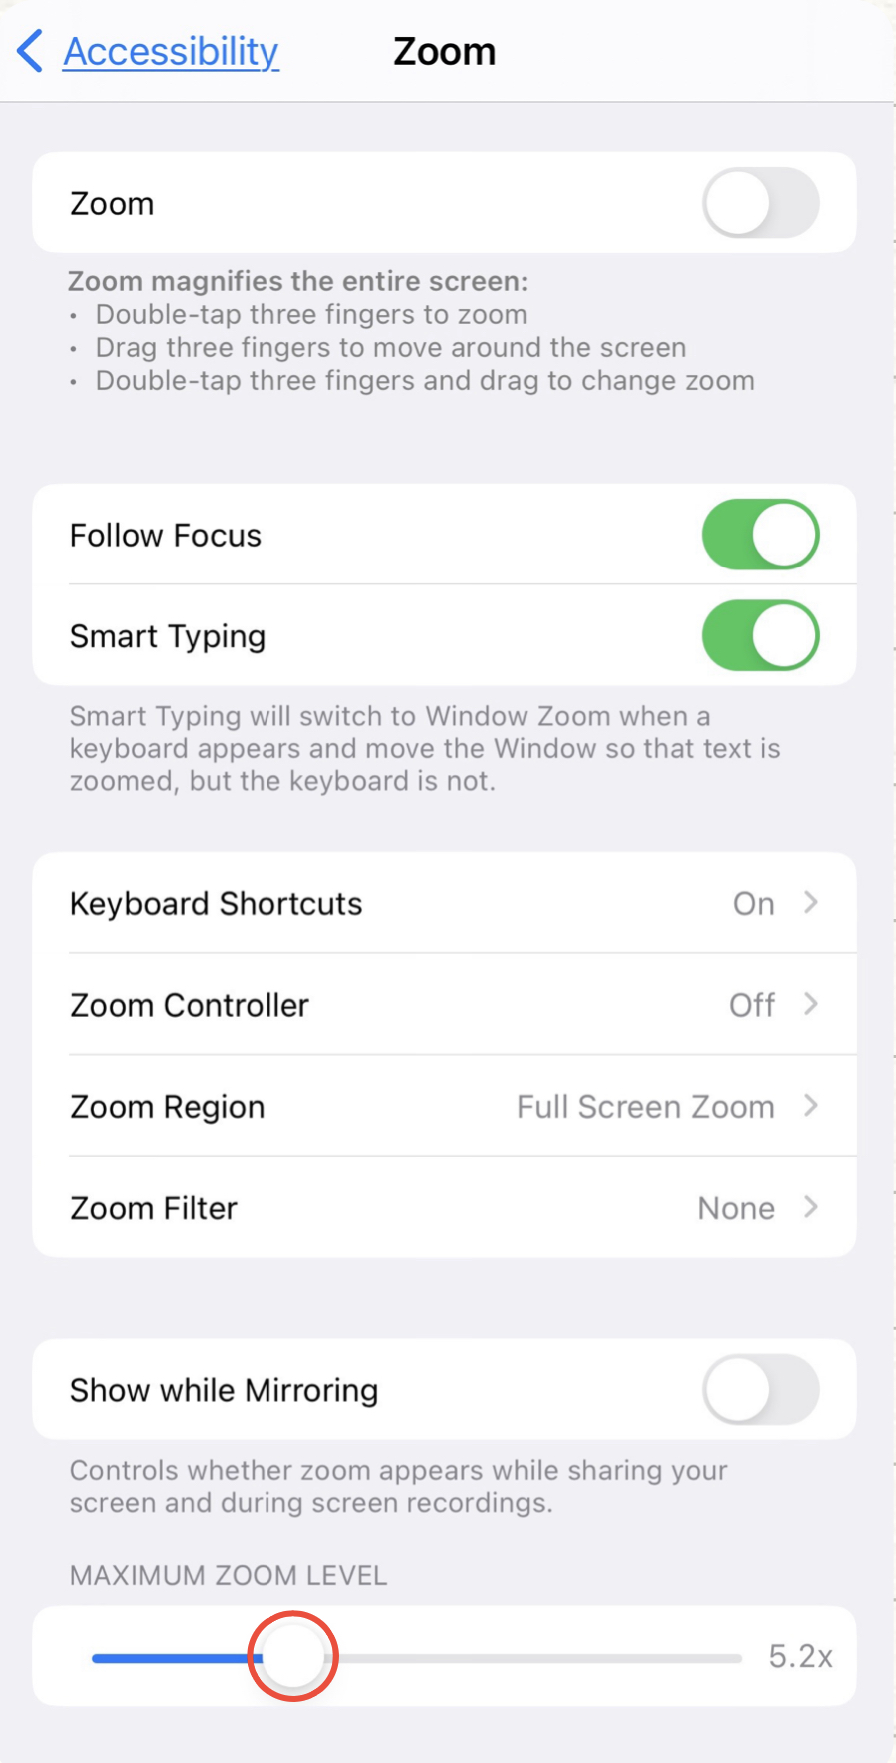 Accessibility Zoom
Zoom
Zoom magnifies the entire screen:
• Double-tap three fingers to zoom
• Drag three fingers to move around the screen
• Double-tap three fingers and drag to change zoom
Follow Focus
Smart Typing
Smart Typing will switch to Window Zoom when a
keyboard appears and move the Window so that text is
zoomed, but the keyboard is not.
Keyboard Shortcuts On
Zoom Controller Off
Zoom Region Full Screen Zoom
Zoom Filter None
Show while Mirroring
Controls whether zoom appears while sharing your
screen and during screen recordings.
MAXIMUM ZOOM LEVEL
5.2x